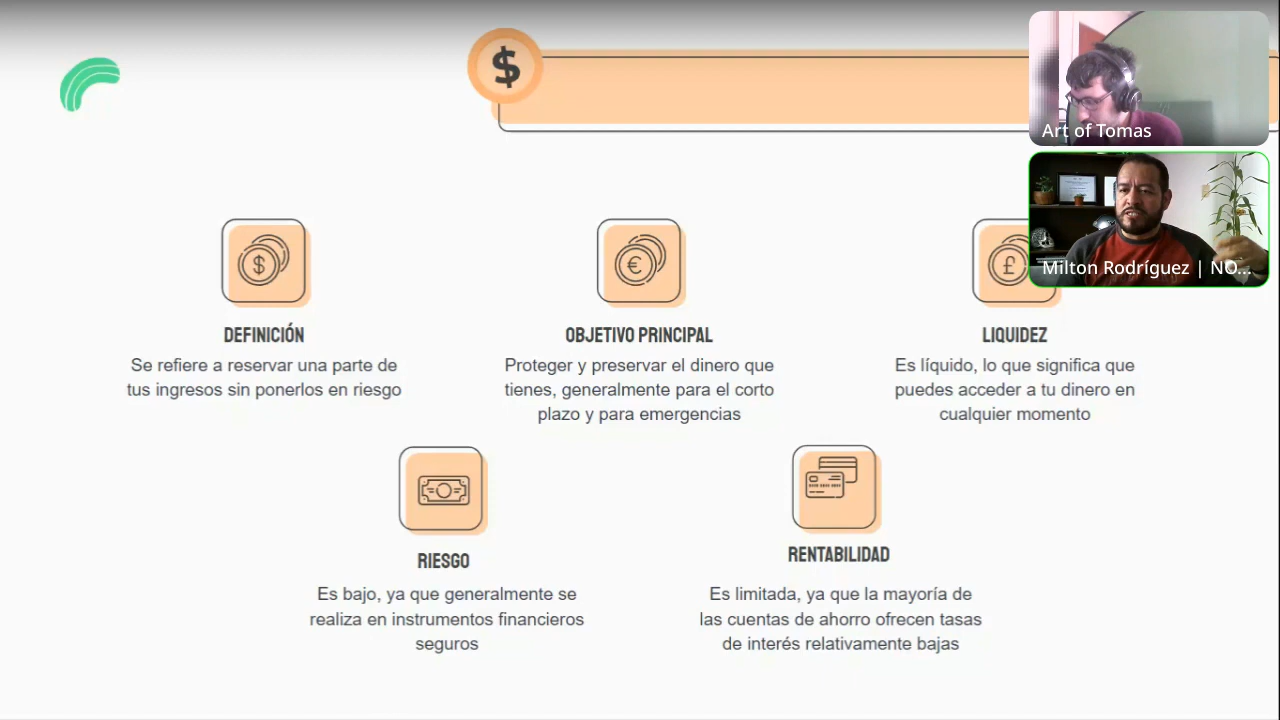 $
Art of Tomas
Milton Rodríguez | NO...
$
€
£
DEFINICIÓN
Se refiere a reservar una parte de
tus ingresos sin ponerlos en riesgo
OBJETIVO PRINCIPAL
Proteger y preservar el dinero que
tienes, generalmente para el corto
plazo y para emergencias
LIQUIDEZ
Es líquido, lo que significa que
puedes acceder a tu dinero en
cualquier momento
RIESGO
Es bajo, ya que generalmente se
realiza en instrumentos financieros
seguros
RENTABILIDAD
Es limitada, ya que la mayoría de
las cuentas de ahorro ofrecen tasas
de interés relativamente bajas